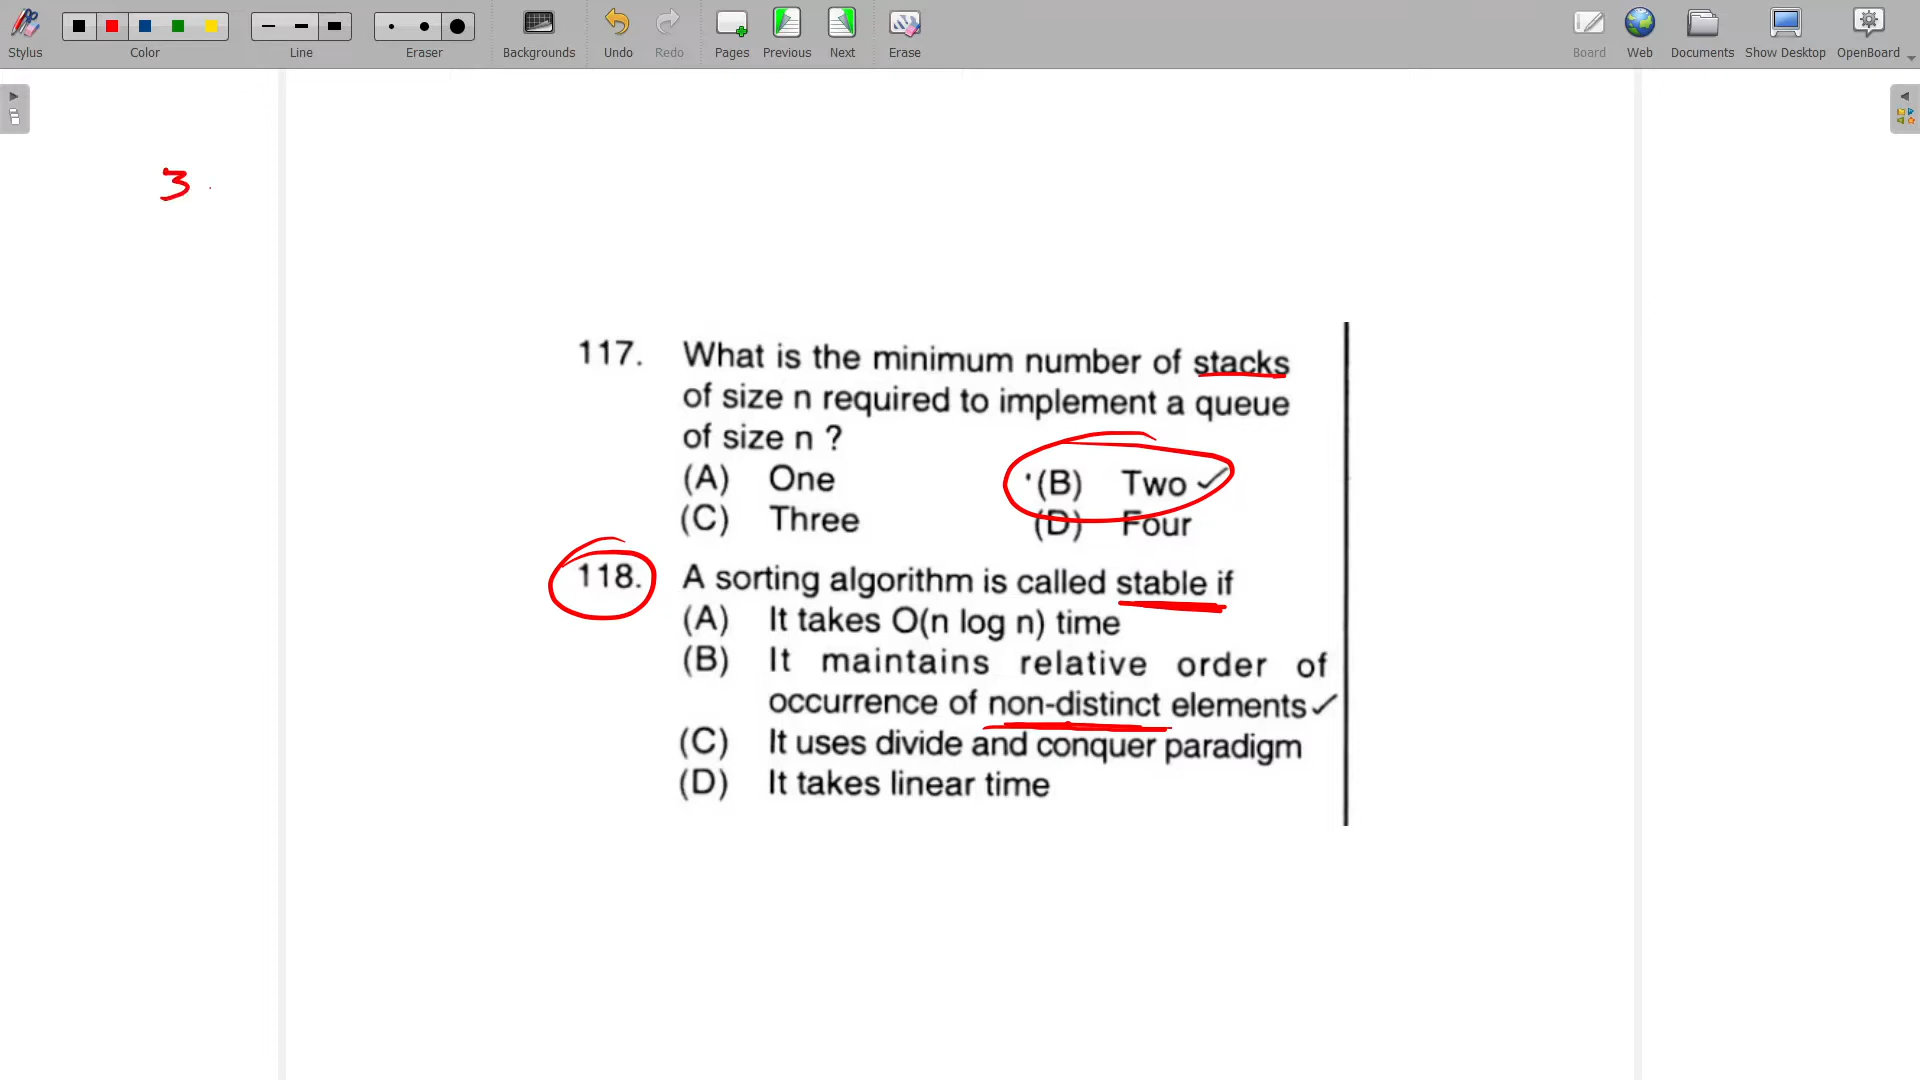 Stylus
Color
Line
Eraser
Backgrounds
Undo
Redo
Pages
Previous
Next
Erase
Board
Web
Documents
Show Desktop
OpenBoard
3
117. What is the minimum number of stacks
of size n required to implement a queue
of size n ?
(A) One (B) Two
(C) Three (D) Four
118. A sorting algorithm is called stable if
(A) It takes O(n log n) time
(B) It maintains relative order of
occurrence of non-distinct elements
(C) It uses divide and conquer paradigm
(D) It takes linear time